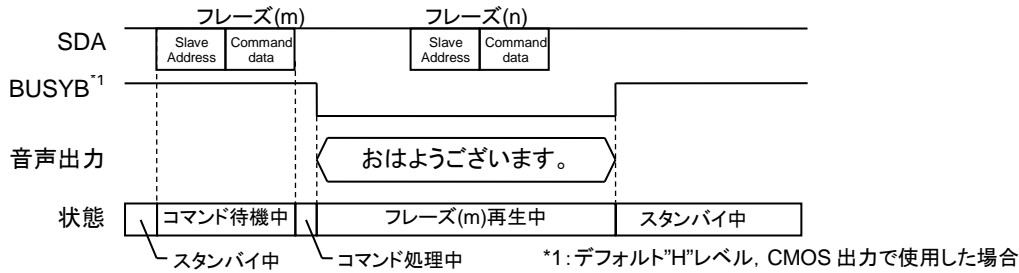 フレーズ(m) フレーズ(n)
SDA Slave Address Command data Slave Address Command data
BUSYB*1
音声出力 おはようございます。
状態 コマンド待機中 フレーズ(m)再生中 スタンバイ中
スタンバイ中 コマンド処理中 *1:デフォルト”H”レベル, CMOS 出力で使用した場合